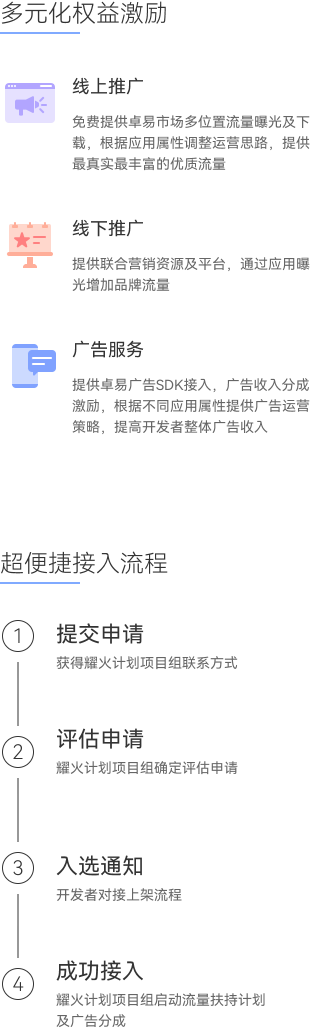 多元化权益激励
线上推广
免费提供卓易市场多位置流量曝光及下
载，根据应用属性调整运营思路，提供
最真实最丰富的优质流量
线下推广
提供联合营销资源及平台，通过应用曝
光增加品牌流量
广告服务
提供卓易广告SDK接入，广告收入分成
激励，根据不同应用属性提供广告运营
策略，提高开发者整体广告收入
超便捷接入流程
1
提交申请
获得耀火计划项目组联系方式
2
评估申请
耀火计划项目组确定评估申请
3
入选通知
开发者对接上架流程
4
成功接入
耀火计划项目组启动流量扶持计划
及广告分成